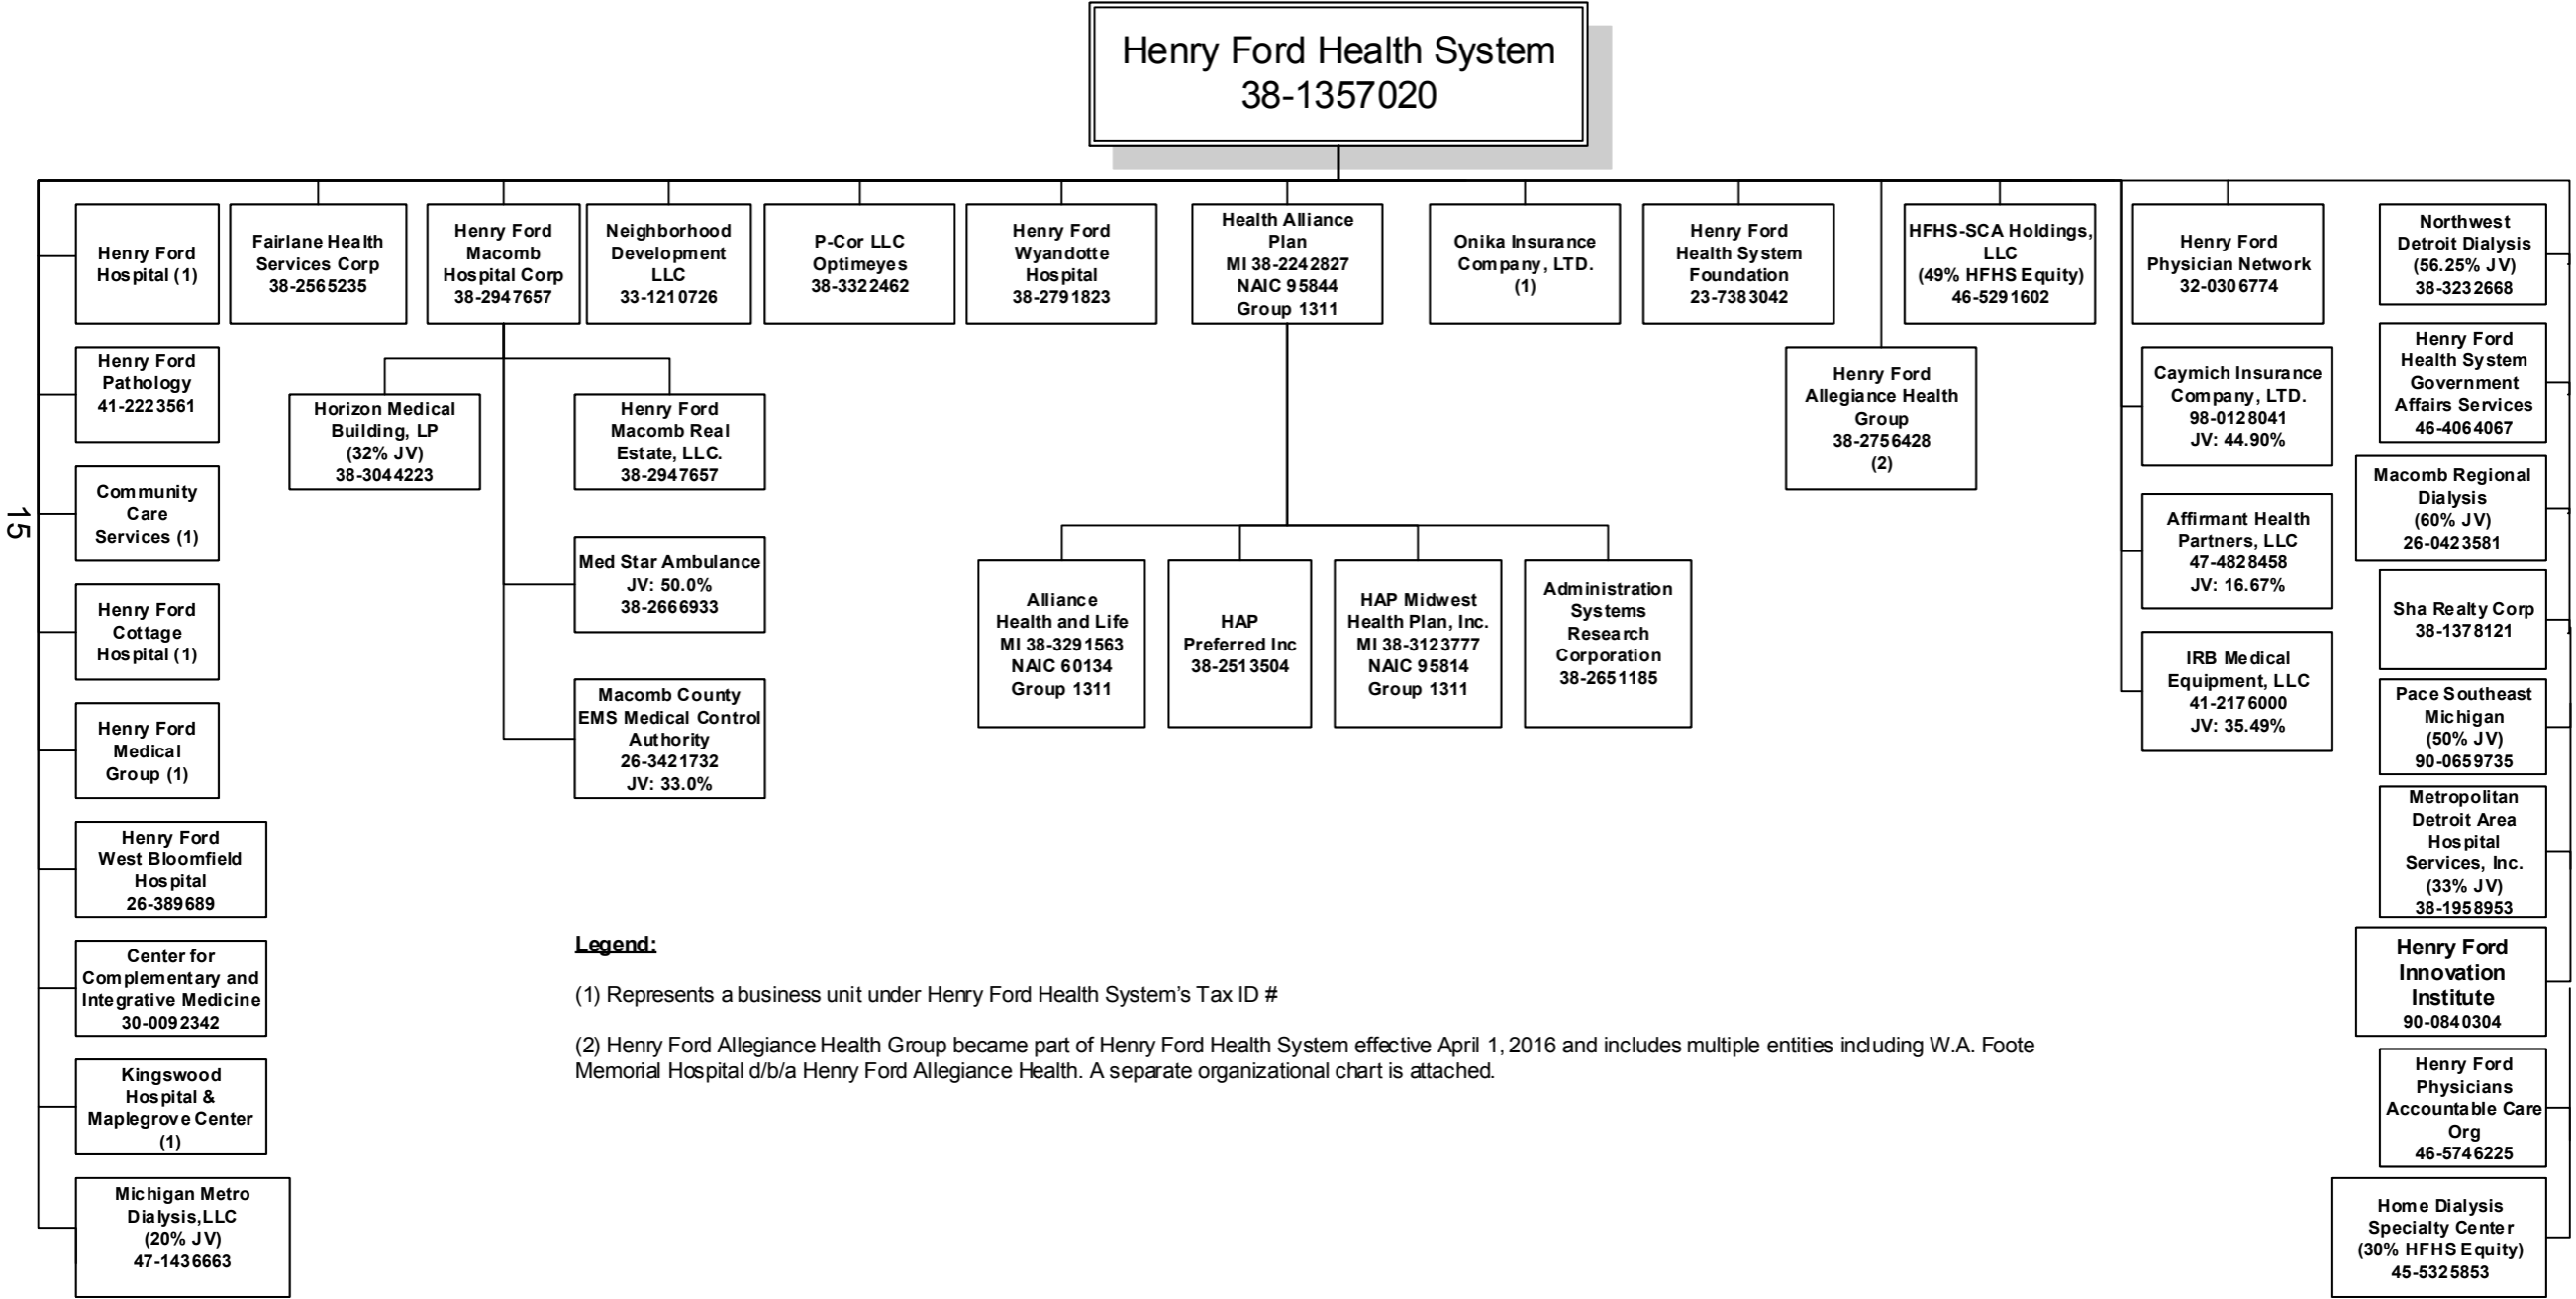 Henry Ford Health System
38-1357020
Henry Ford
Hospital (1)
Fairlane Health
Services Corp
38-2565235
Henry Ford
Macomb
Hospital Corp
38-2947657
Neighborhood
Development
LLC
33-1210726
P-Cor LLC
Optimeyes
38-3322462
Henry Ford
Wyandotte
Hospital
38-2791823
Health Alliance
Plan
MI 38-2242827
NAIC 95844
Group 1311
Onika Insurance
Company, LTD.
(1)
Henry Ford
Health System
Foundation
23-7383042
HFHS-SCA Holdings,
LLC
(49% HFHS Equity)
46-5291602
Henry Ford
Physician Network
32-0306774
Northwest
Detroit Dialysis
(56.25% JV)
38-3232668
Henry Ford
Pathology
41-2223561
Horizon Medical
Building, LP
(32% JV)
38-3044223
Henry Ford
Macomb Real
Estate, LLC.
38-2947657
Henry Ford
Allegiance Health
Group
38-2756428
(2)
Caymich Insurance
Company, LTD.
98-0128041
JV: 44.90%
Henry Ford
Health System
Government
Affairs Services
46-4064067
Community
Care
Services (1)
Macomb Regional
Dialysis
(60% JV)
26-0423581
15
Med Star Ambulance
JV: 50.0%
38-2666933
Affirmant Health
Partners, LLC
47-4828458
JV: 16.67%
Henry Ford
Cottage
Hospital (1)
Alliance
Health and Life
MI 38-3291563
NAIC 60134
Group 1311
HAP
Preferred Inc
38-2513504
HAP Midwest
Health Plan, Inc.
MI 38-3123777
NAIC 95814
Group 1311
Administration
Systems
Research
Corporation
38-2651185
Sha Realty Corp
38-1378121
Henry Ford
Medical
Group (1)
Macomb County
EMS Medical Control
Authority
26-3421732
JV: 33.0%
IRB Medical
Equipment, LLC
41-2176000
JV: 35.49%
Pace Southeast
Michigan
(50% JV)
90-0659735
Henry Ford
West Bloomfield
Hospital
26-389689
Metropolitan
Detroit Area
Hospital
Services, Inc.
(33% JV)
38-1958953
Center for
Complementary and
Integrative Medicine
30-0092342
Henry Ford
Innovation
Institute
90-0840304
Kingswood
Hospital &
Maplegrove Center
(1)
Henry Ford
Physicians
Accountable Care
Org
46-5746225
Michigan Metro
Dialysis,LLC
(20% JV)
47-1436663
Home Dialysis
Specialty Center
(30% HFHS Equity)
45-5325853
Legend:
(1) Represents a business unit under Henry Ford Health System's Tax ID #
(2) Henry Ford Allegiance Health Group became part of Henry Ford Health System effective April 1, 2016 and includes multiple entities including W.A. Foote
Memorial Hospital d/b/a Henry Ford Allegiance Health. A separate organizational chart is attached.